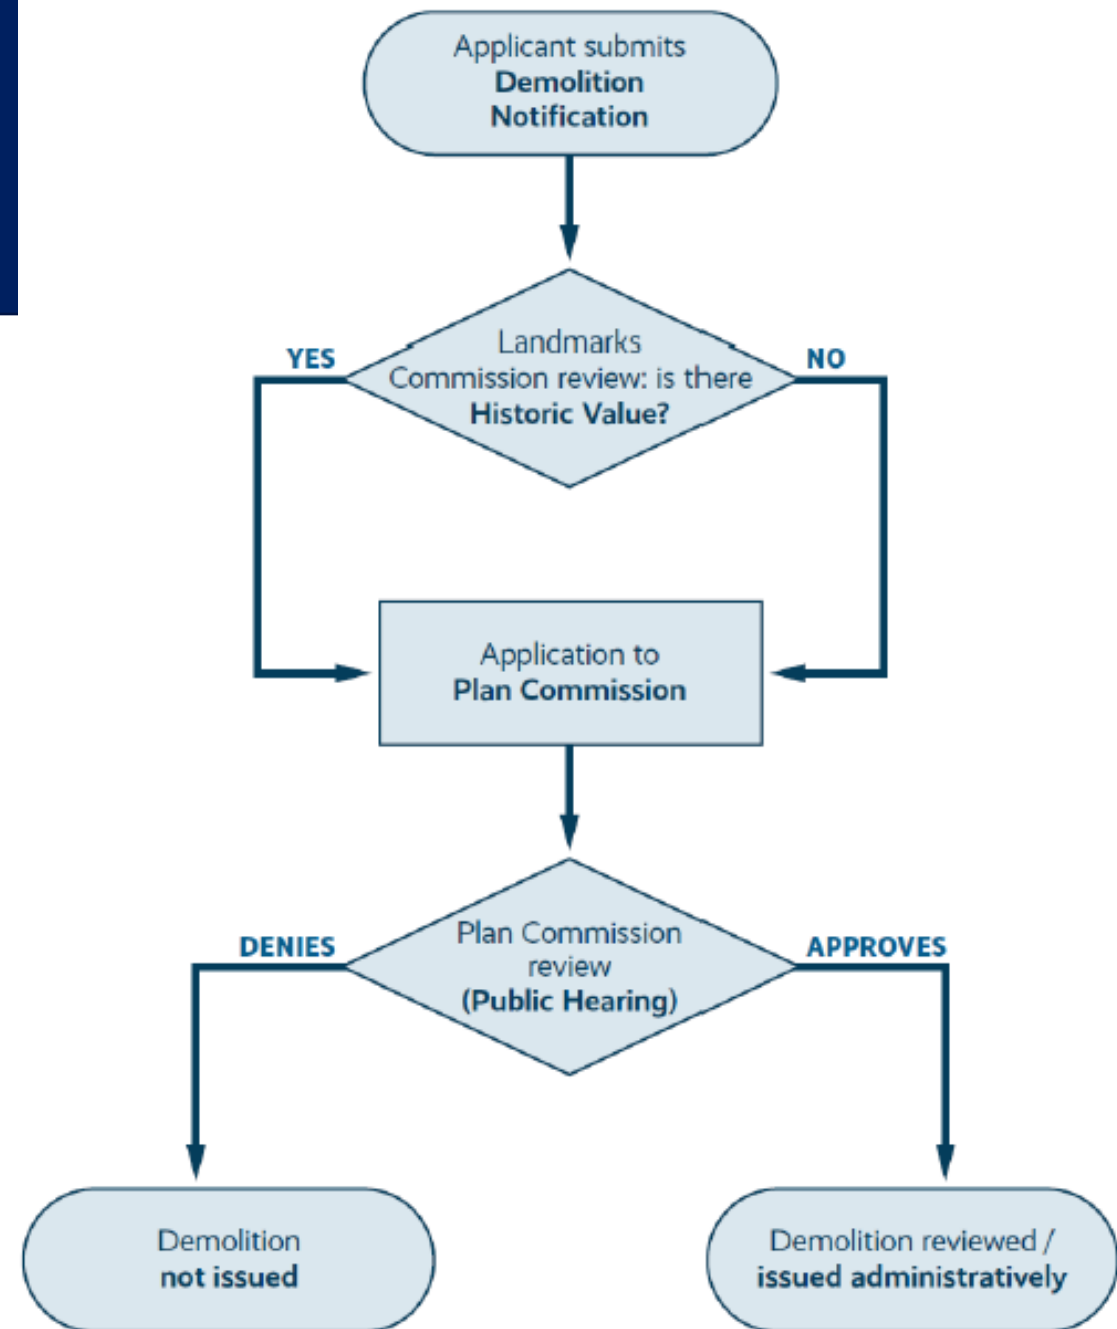 Applicant submits
Demolition
Notification
YES
NO
Landmarks
Commission review: is there
Historic Value?
Application to
Plan Commission
DENIES
APPROVES
Plan Commission
review
(Public Hearing)
Demolition
not issued
Demolition reviewed /
issued administratively